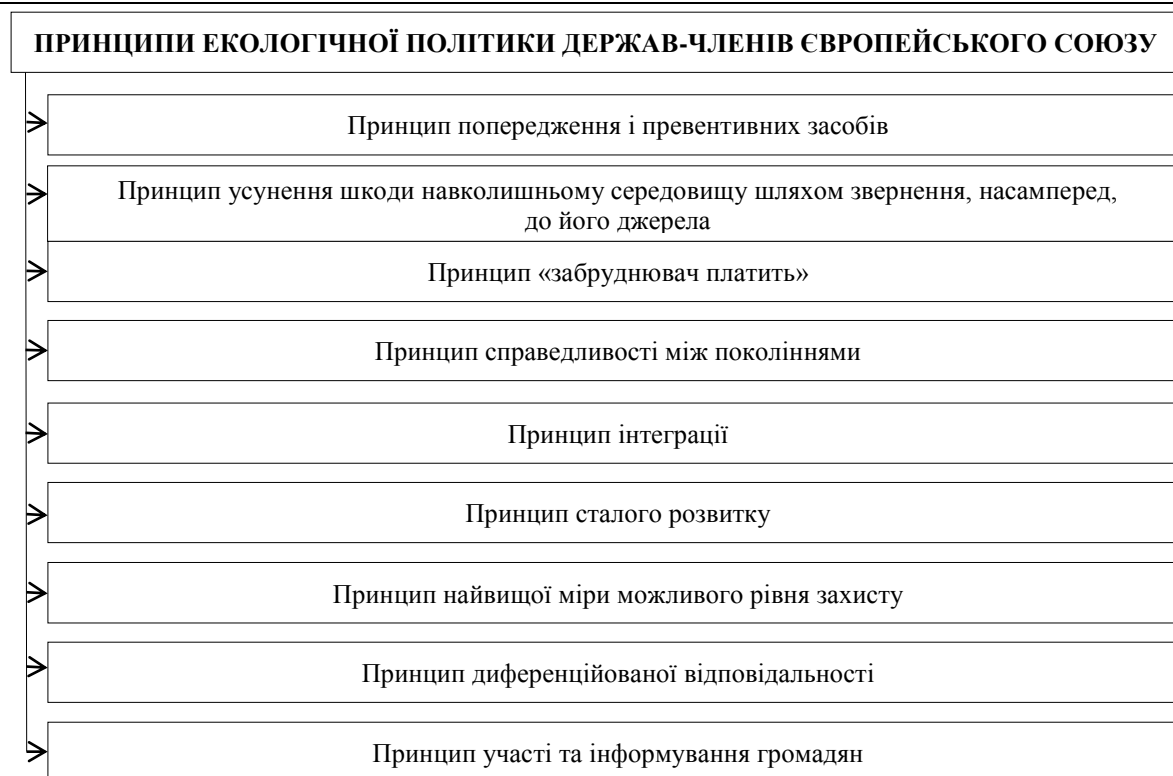 ПРИНЦИПИ ЕКОЛОГІЧНОЇ ПОЛІТИКИ ДЕРЖАВ-ЧЛЕНІВ ЄВРОПЕЙСЬКОГО СОЮЗУ
Принцип попередження і превентивних засобів
Принцип усунення шкоди навколишньому середовищу шляхом звернення, насамперед,
до його джерела
Принцип «забруднювач платить»
Принцип справедливості між поколіннями
Принцип інтеграції
Принцип сталого розвитку
Принцип найвищої міри можливого рівня захисту
Принцип диференційованої відповідальності
Принцип участі та інформування громадян